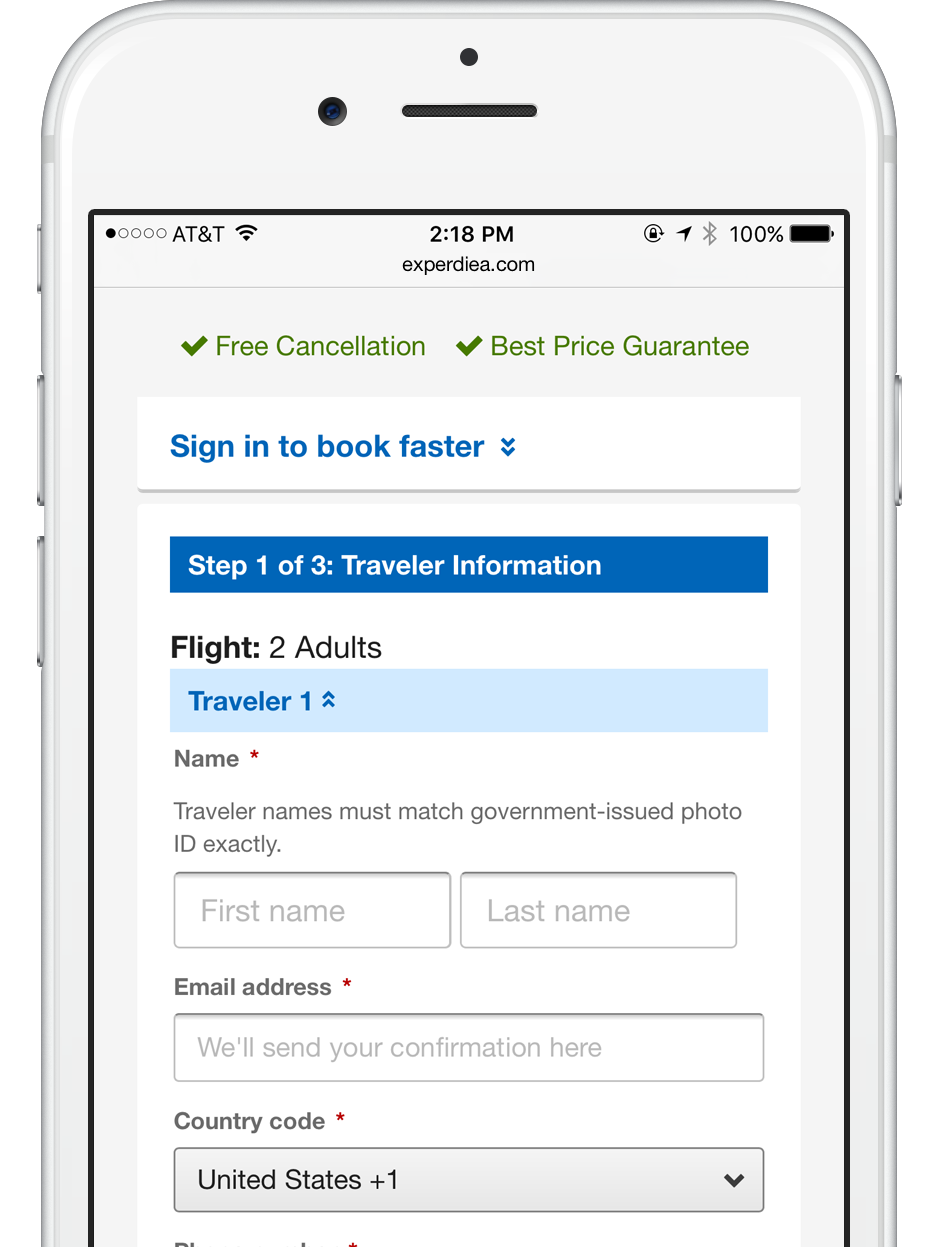 AT&T 2:18 PM 100%
experdiea.com
Free Cancellation Best Price Guarantee
Sign in to book faster
Step 1 of 3: Traveler Information
Flight: 2 Adults
Traveler 1
Name *
Traveler names must match government-issued photo
ID exactly.
First name Last name
Email address *
We'll send your confirmation here
Country code *
United States +1